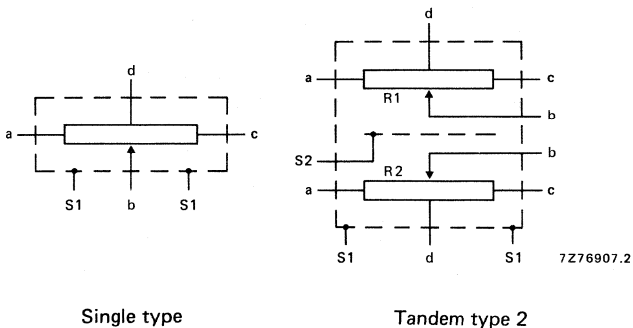 d
a
c
S1
b
S1
Single type
d
a
c
R1
b
b
S2
R2
a
c
S1
d
S1
7Z76907.2
Tandem type 2